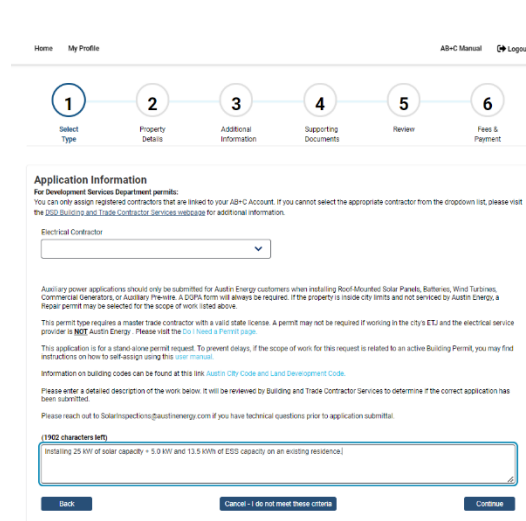 Home My Profile AB+C Manual Logout
1 2 3 4 5 6
Select Property Additional Supporting Review Fees &
Type Details Information Documents Payment
Application Information
For Development Services Department permits:
You can only assign registered contractors that are linked to your AB+C Account. If you cannot select the appropriate contractor from the dropdown list, please visit
the DSD Building and Trade Contractor Services webpage for additional information.
Electrical Contractor
Auxiliary power applications should only be submitted for Austin Energy customers when installing Roof-Mounted Solar Panels, Batteries, Wind Turbines,
Commercial Generators, or Auxiliary Pre-wire. A DGPA form will always be required. If the property is inside city limits and not serviced by Austin Energy, a
Repair permit may be selected for the scope of work listed above.
This permit type requires a master trade contractor with a valid state license. A permit may not be required if working in the city's ETJ and the electrical service
provider is NOT Austin Energy . Please visit the Do I Need a Permit page.
This application is for a stand-alone permit request. To prevent delays, if the scope of work for this request is related to an active Building Permit, you may find
instructions on how to self-assign using this user manual.
Information on building codes can be found at this link Austin City Code and Land Development Code.
Please enter a detailed description of the work below. It will be reviewed by Building and Trade Contractor Services to determine if the correct application has
been submitted.
Please reach out to SolarInspections@austinenergy.com if you have technical questions prior to application submittal.
(1902 characters left)
Installing 25 kW of solar capacity + 5.0 kW and 13.5 kWh of ESS capacity on an existing residence.
Back Cancel - I do not meet these criteria Continue